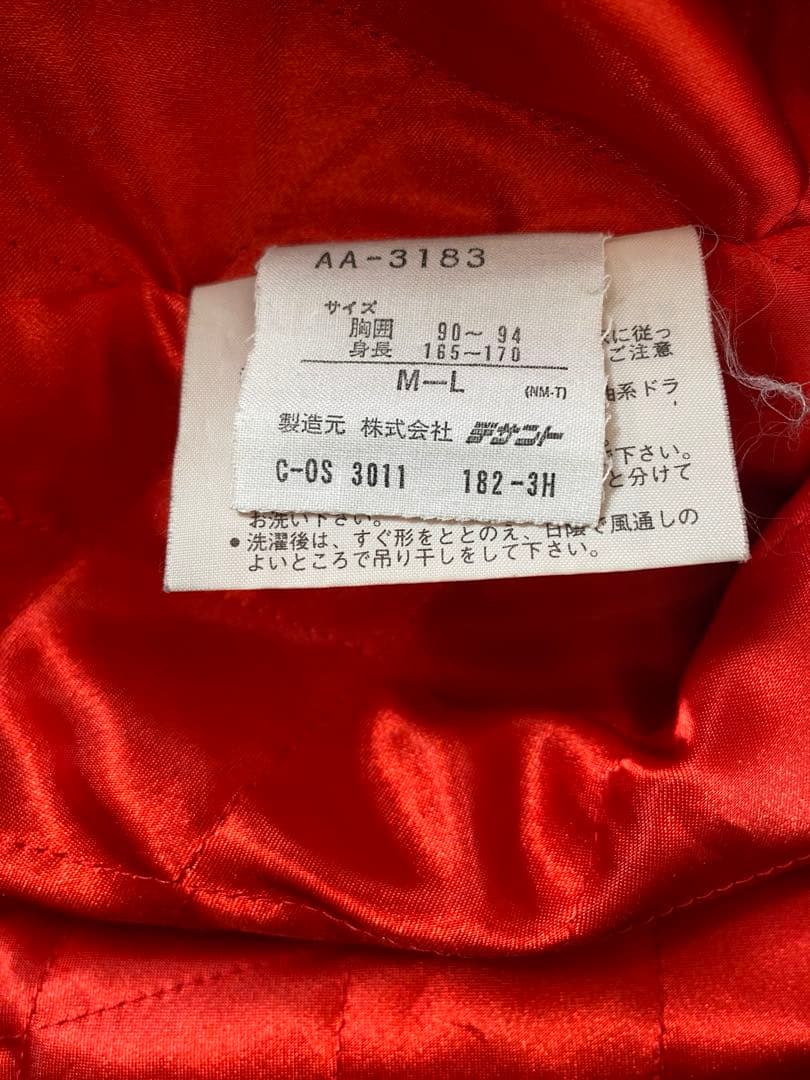 AA-3183
サイズ
胸囲 90～ 94
身長 165～170
M—L (NM-T)
製造元 株式会社 デサント
C-OS 3011 182-3H
に従っ
ご注意
油系ドラ
下さい。
と分けて
お洗い下さい。
●洗濯後は、すぐ形をととのえ、日陰で風通しの
よいところで吊り干しをして下さい。